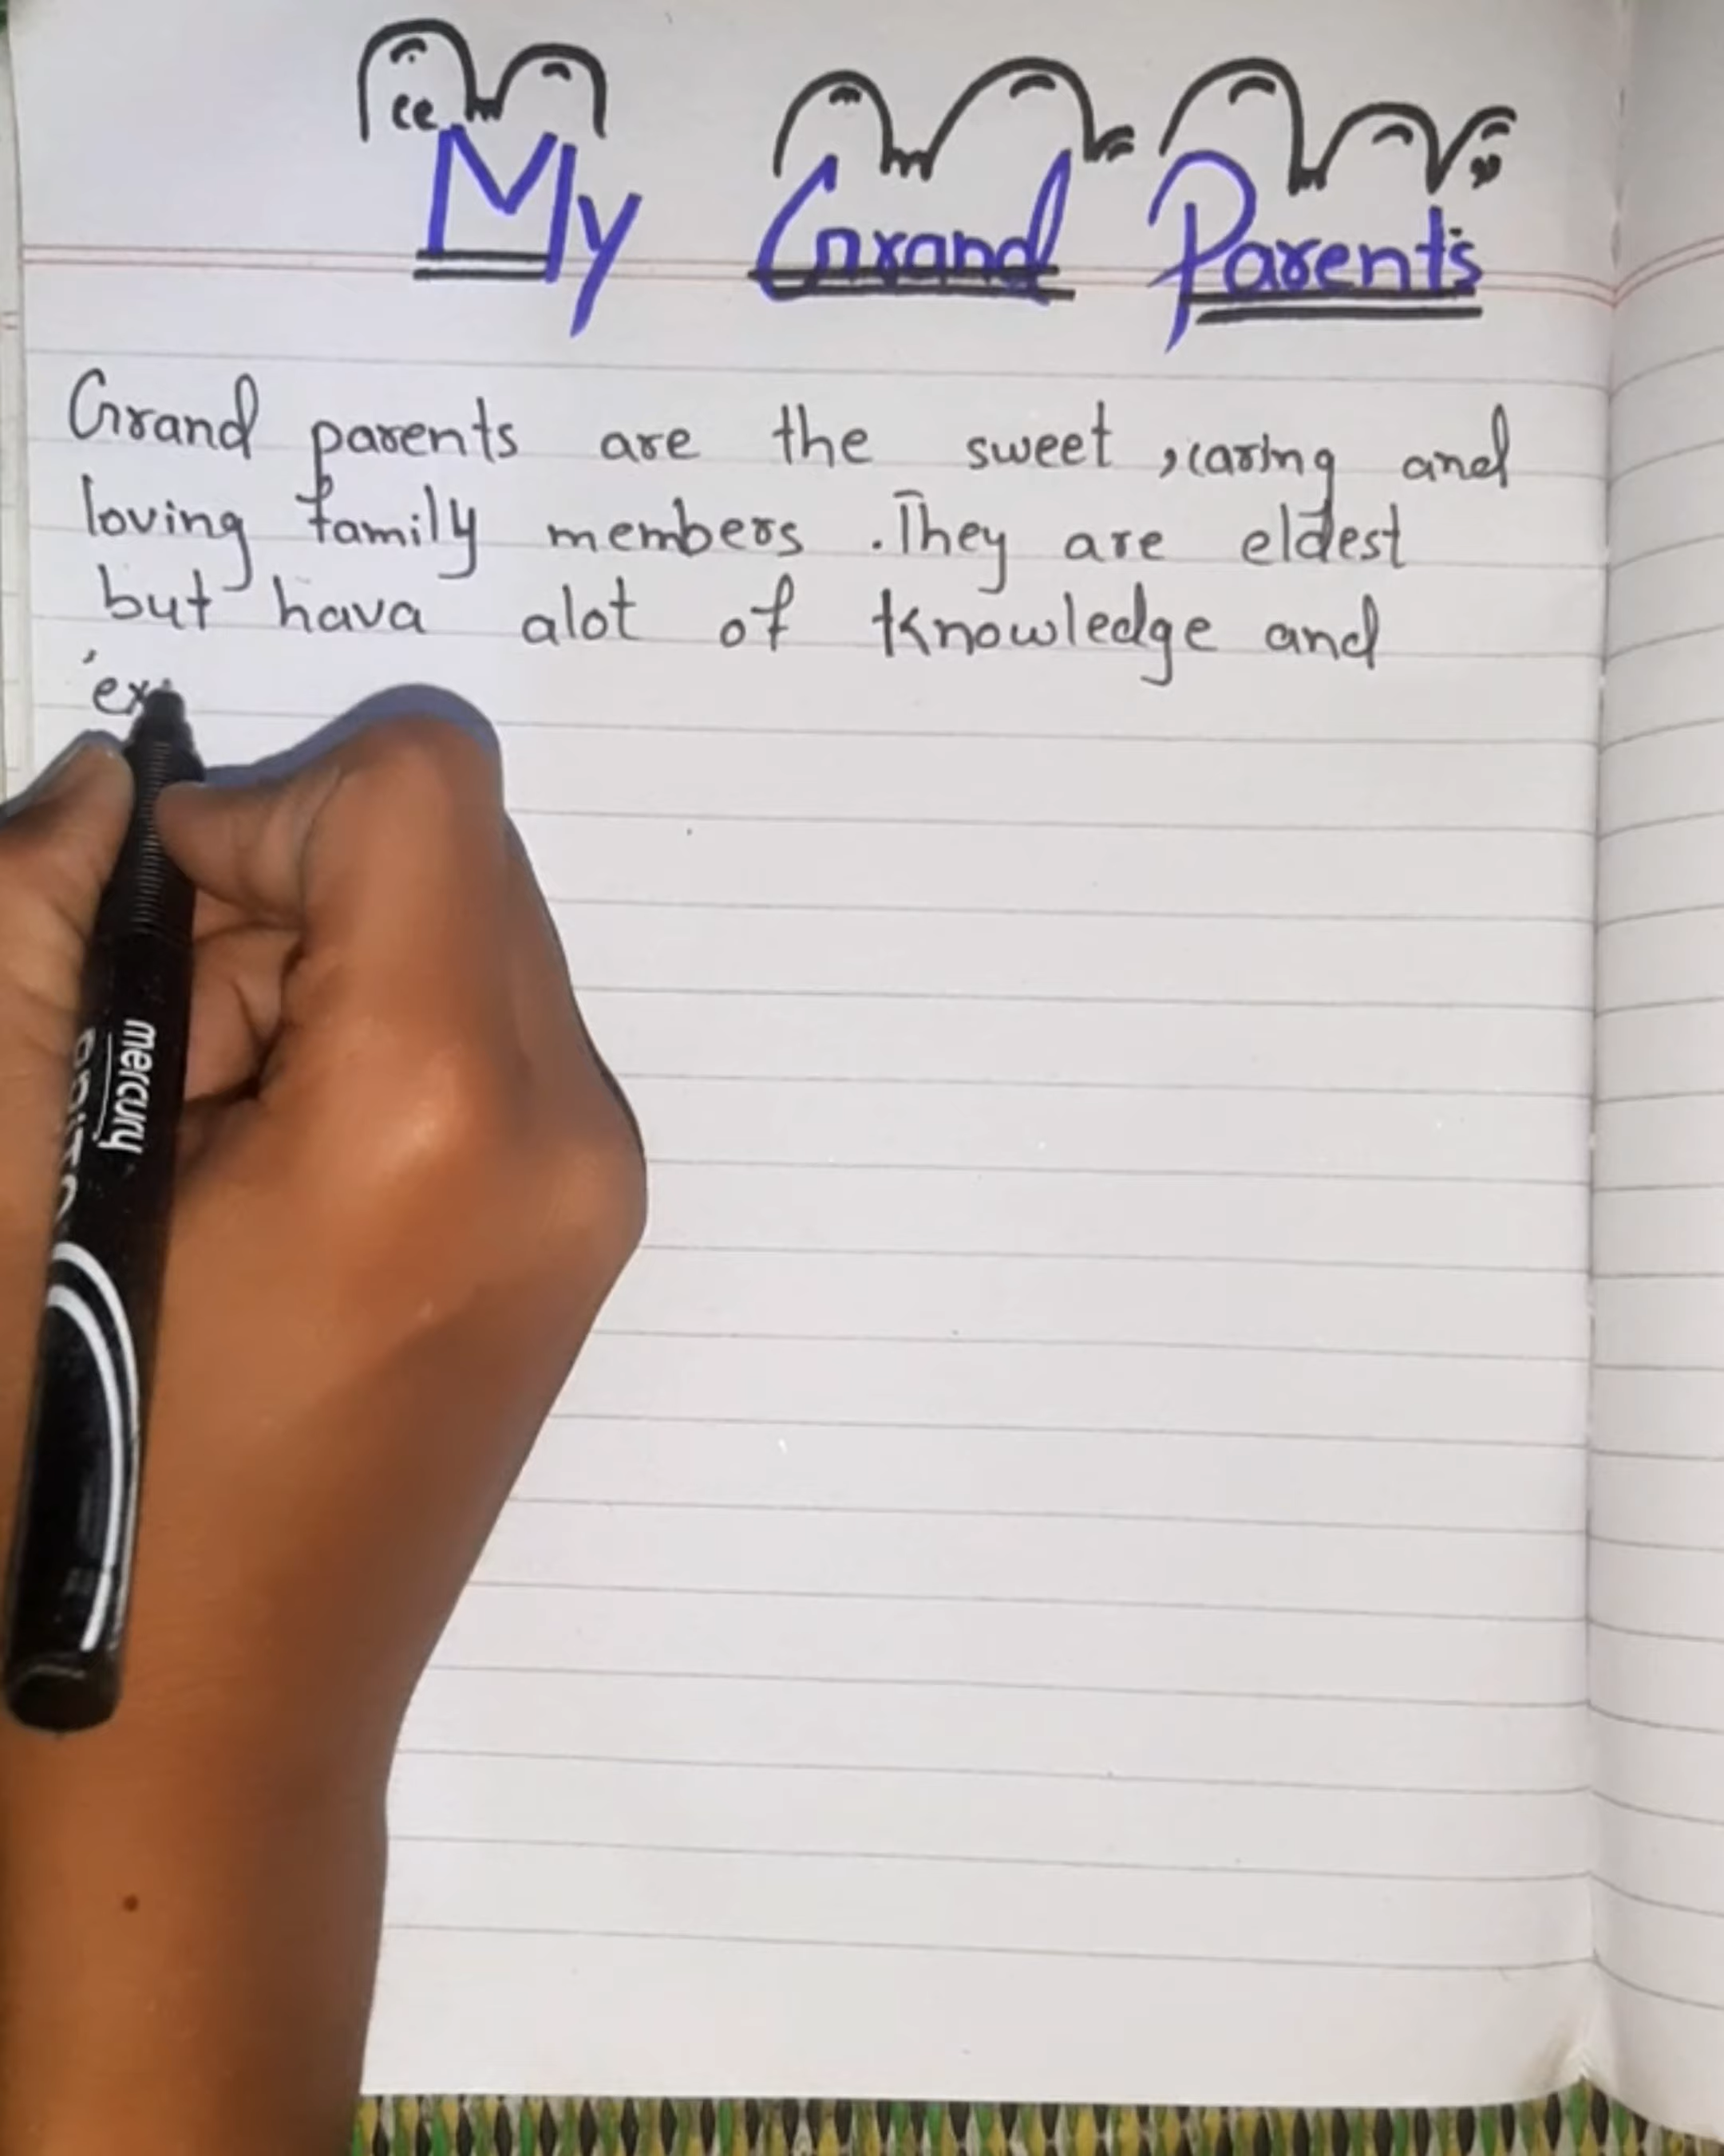 ce
My Grand Parents
Grand parents are the sweet ,caring and
loving family members .They are eldest
but hava alot of Knowledge and
mercury